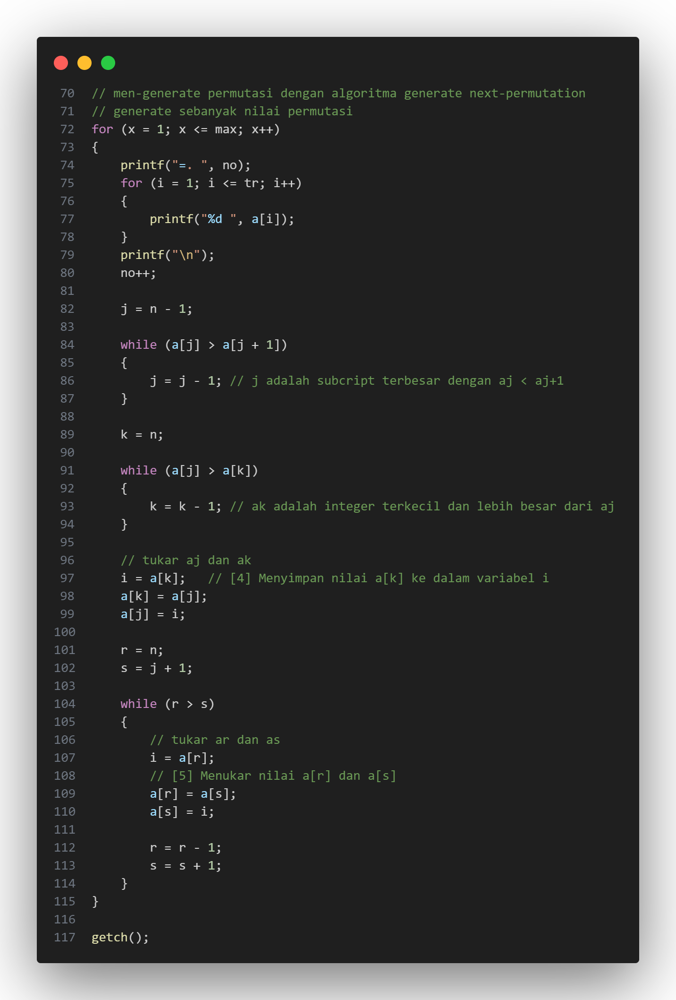 70 // men-generate permutasi dengan algoritma generate next-permutation
71 // generate sebanyak nilai permutasi
72 for (x = 1; x <= max; x++)
73 {
74     printf("=. ", no);
75     for (i = 1; i <= tr; i++)
76     {
77         printf("%d ", a[i]);
78     }
79     printf("\n");
80     no++;
81
82     j = n - 1;
83
84     while (a[j] > a[j + 1])
85     {
86         j = j - 1; // j adalah subcript terbesar dengan aj < aj+1
87     }
88
89     k = n;
90
91     while (a[j] > a[k])
92     {
93         k = k - 1; // ak adalah integer terkecil dan lebih besar dari aj
94     }
95
96     // tukar aj dan ak
97     i = a[k];   // [4] Menyimpan nilai a[k] ke dalam variabel i
98     a[k] = a[j];
99     a[j] = i;
100
101     r = n;
102     s = j + 1;
103
104     while (r > s)
105     {
106         // tukar ar dan as
107         i = a[r];
108         // [5] Menukar nilai a[r] dan a[s]
109         a[r] = a[s];
110         a[s] = i;
111
112         r = r - 1;
113         s = s + 1;
114     }
115 }
116
117 getch();